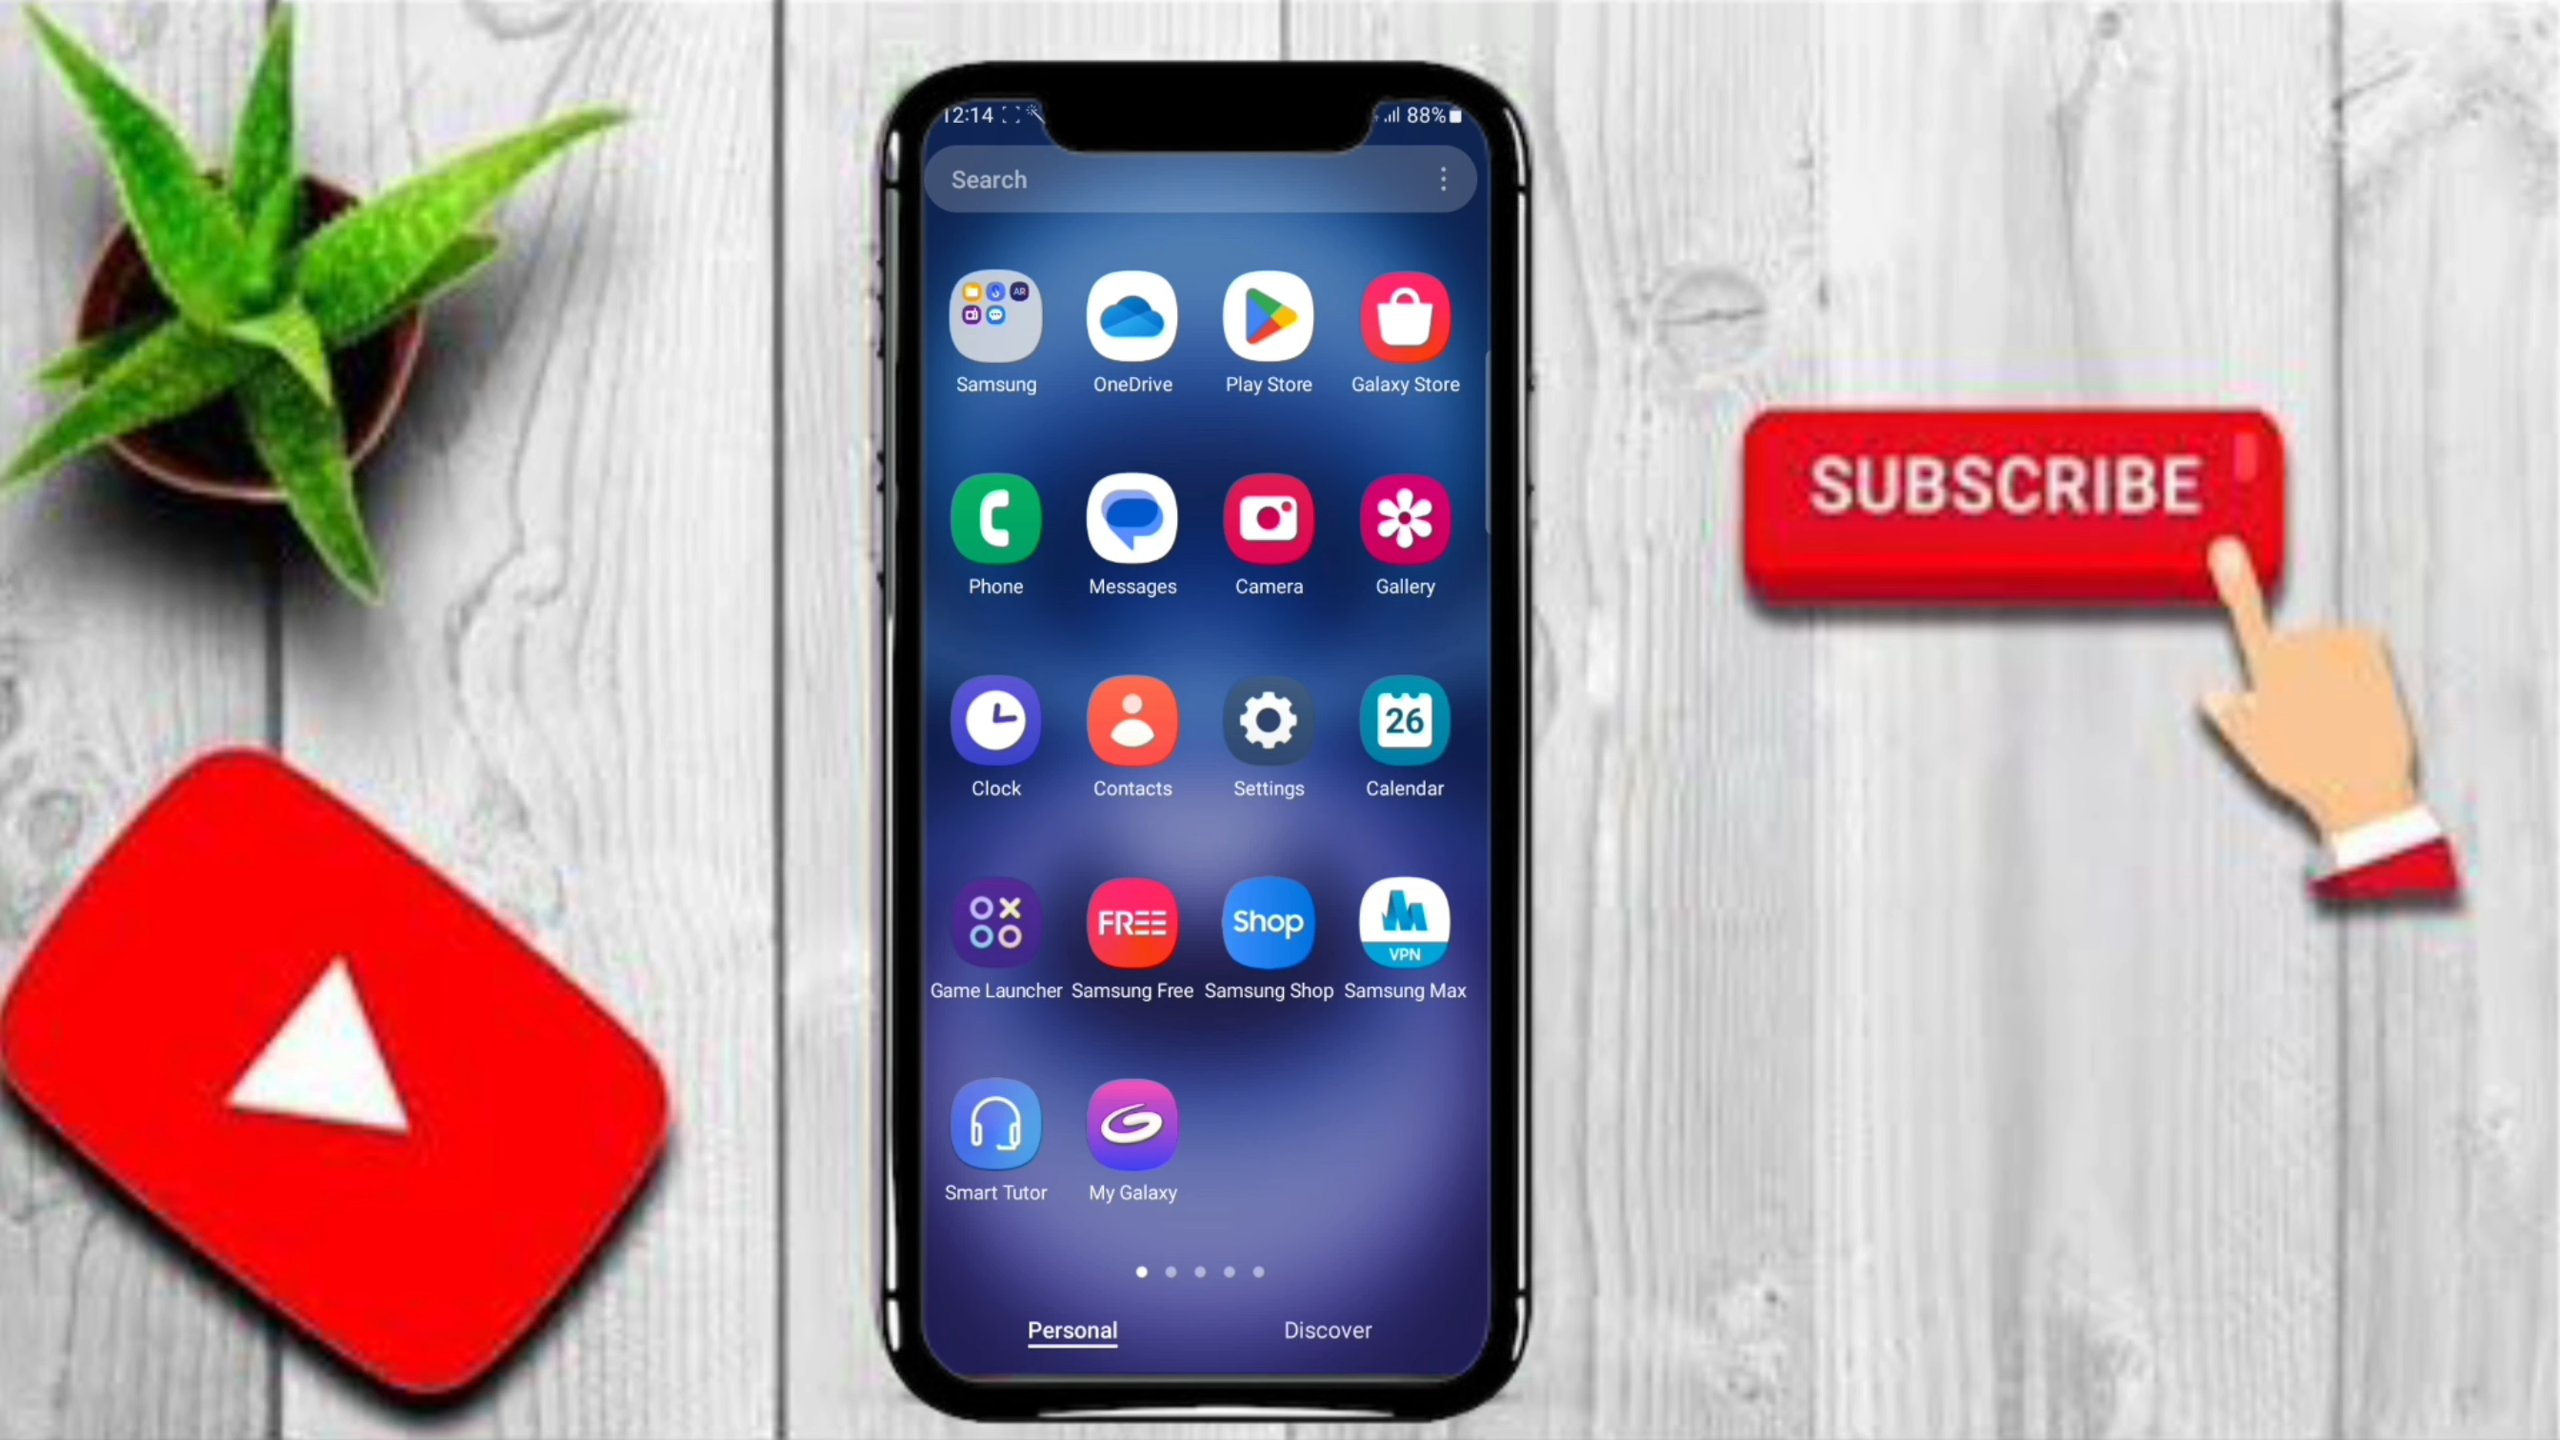 12:14
88%
Search
AR
Samsung OneDrive Play Store Galaxy Store
Phone Messages Camera Gallery
26
Clock Contacts Settings Calendar
FREE Shop VPN
Game Launcher Samsung Free Samsung Shop Samsung Max
Smart Tutor My Galaxy
Personal Discover
SUBSCRIBE